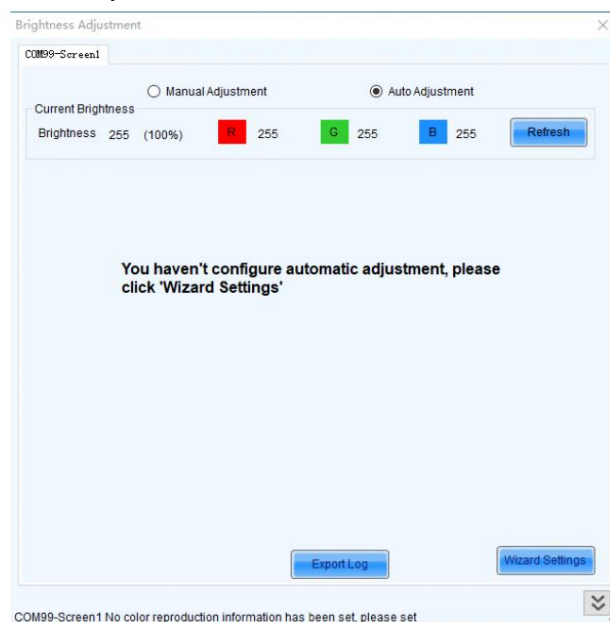 Brightness Adjustment
COM99-Screen1
Manual Adjustment Auto Adjustment
Current Brightness
Brightness 255 (100%) R 255 G 255 B 255 Refresh
You haven't configure automatic adjustment, please
click 'Wizard Settings'
Export Log Wizard Settings
COM99-Screen1 No color reproduction information has been set, please set